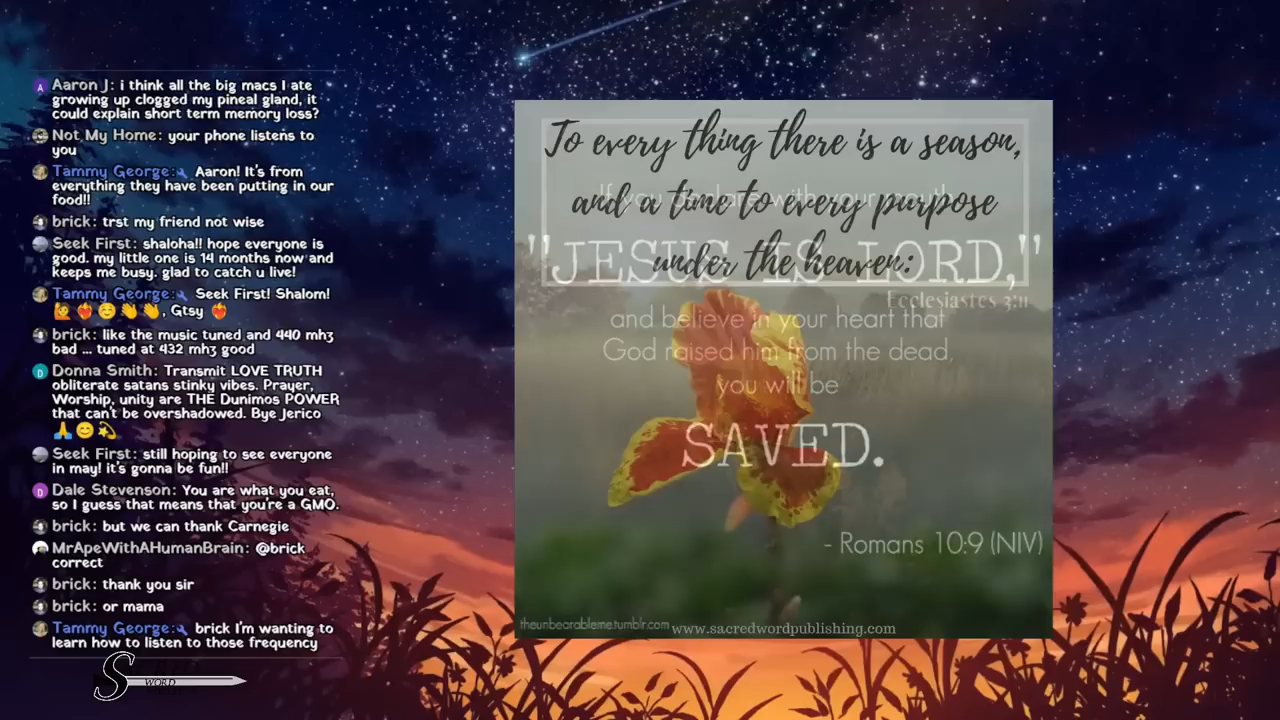 Aaron J: i think all the big macs I ate
growing up clogged my pineal gland, it
could explain short term memory loss?
Not My Home: your phone listens to
you
Tammy George: Aaron! It's from
everything they have been putting in our
food!!
brick: trst my friend not wise
Seek First: shaloha!! hope everyone is
good. my little one is 14 months now and
keeps me busy. glad to catch u live!
Tammy George: Seek First! Shalom!
🙋❤️‍🔥☺️👋👋, Gtsy ❤️‍🔥
brick: like the music tuned and 440 mhz
bad ... tuned at 432 mhz good
Donna Smith: Transmit LOVE TRUTH
obliterate satans stinky vibes. Prayer,
Worship, unity are THE Dunimos POWER
that can't be overshadowed. Bye Jerico
🙏😊💫
Seek First: still hoping to see everyone
in may! it's gonna be fun!!
Dale Stevenson: You are what you eat,
so I guess that means that you're a GMO.
brick: but we can thank Carnegie
MrApeWithAHumanBrain: @brick
correct
brick: thank you sir
brick: or mama
Tammy George: brick I'm wanting to
learn how to listen to those frequency
S
WORD
To every thing there is a season,
and a time to every purpose
under the heaven:
Ecclesiastes 3:11
If you declare with your mouth,
"JESUS IS LORD,"
and believe in your heart that
God raised him from the dead,
you will be
SAVED.
- Romans 10:9 (NIV)
theunbearableme.tumblr.com
www.sacredwordpublishing.com